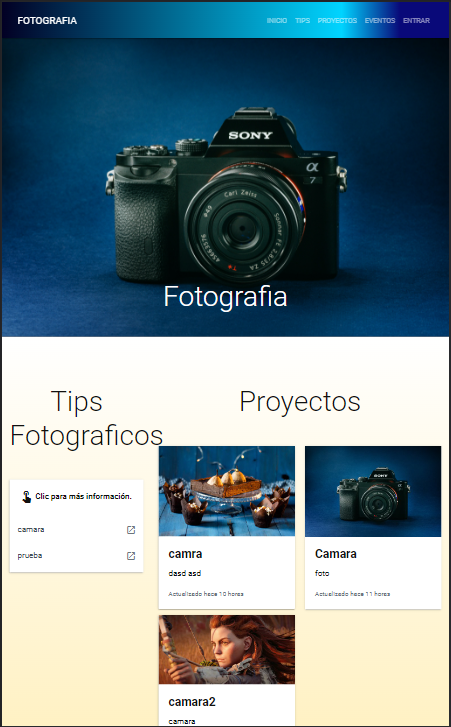 FOTOGRAFIA
INICIO TIPS PROYECTOS EVENTOS ENTRAR
SONY
α
7
Carl Zeiss
Sonnar FE 2,8/35 ZA
T*
Fotografia
Tips
Fotograficos
Clic para más información.
camara
prueba
Proyectos
camra
dasd asd
Actualizado hace 10 horas
Camara
foto
Actualizado hace 11 horas
camara2
camara